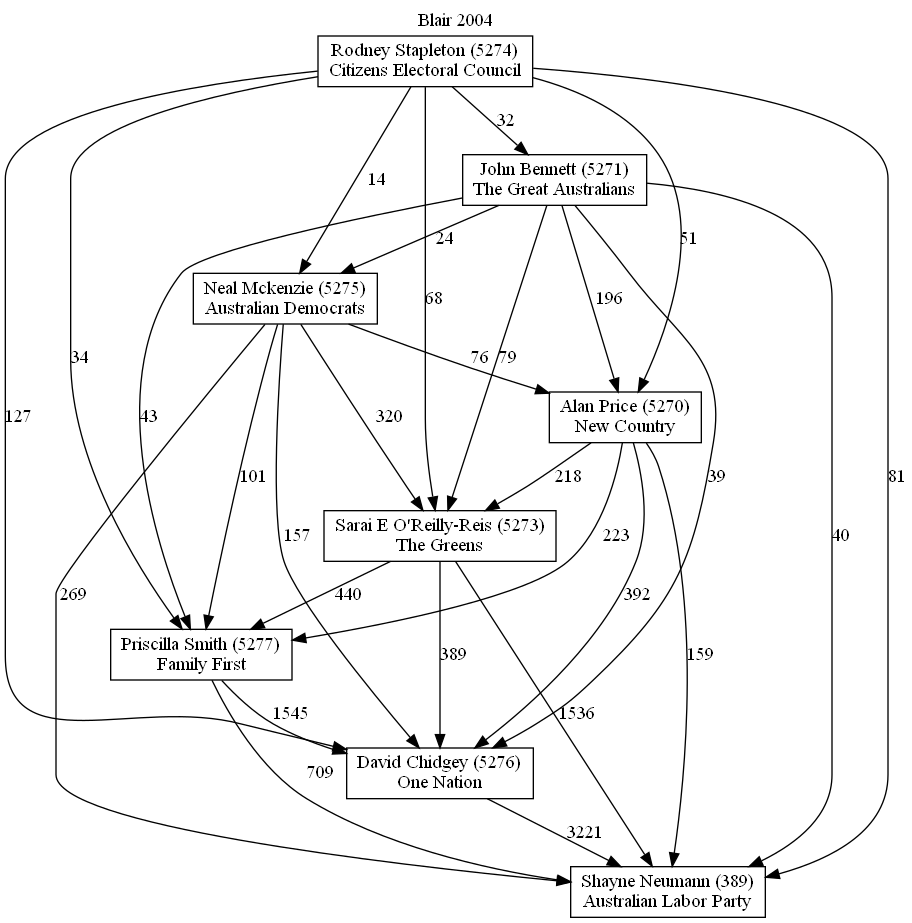 Blair 2004
Rodney Stapleton (5274)
Citizens Electoral Council
32
John Bennett (5271)
The Great Australians
14
24
51
Neal Mckenzie (5275)
Australian Democrats
68
196
34
76
79
Alan Price (5270)
New Country
127
43
320
101
218
39
81
Sarai E O'Reilly-Reis (5273)
The Greens
157
223
40
269
440
392
Priscilla Smith (5277)
Family First
389
159
1545
1536
David Chidgey (5276)
One Nation
709
3221
Shayne Neumann (389)
Australian Labor Party